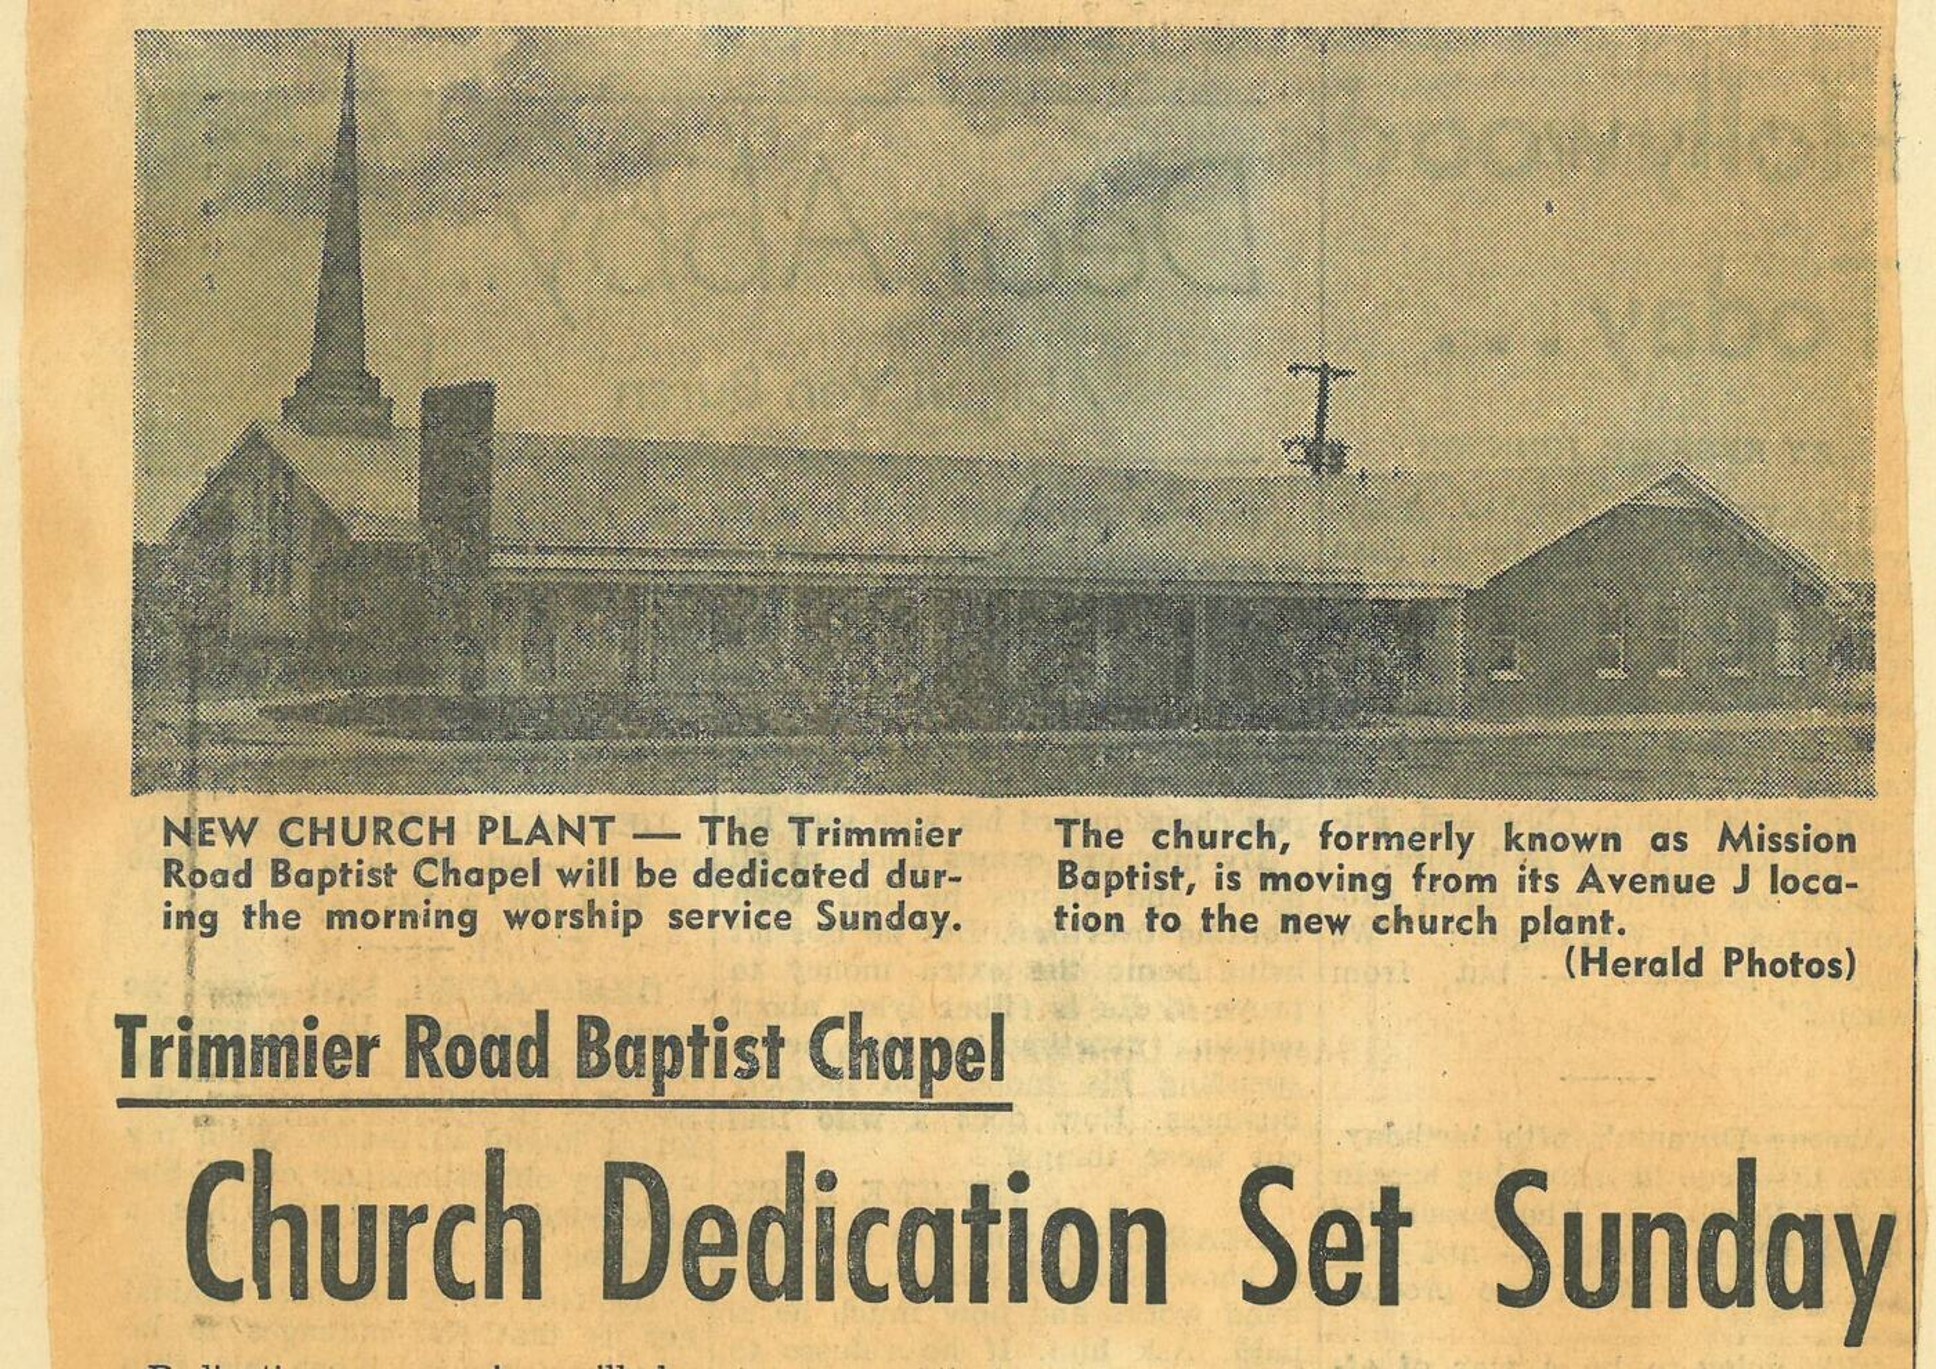 NEW CHURCH PLANT — The Trimmier
Road Baptist Chapel will be dedicated dur-
ing the morning worship service Sunday.
The church, formerly known as Mission
Baptist, is moving from its Avenue J loca-
tion to the new church plant.
(Herald Photos)
Trimmier Road Baptist Chapel
Church Dedication Set Sunday